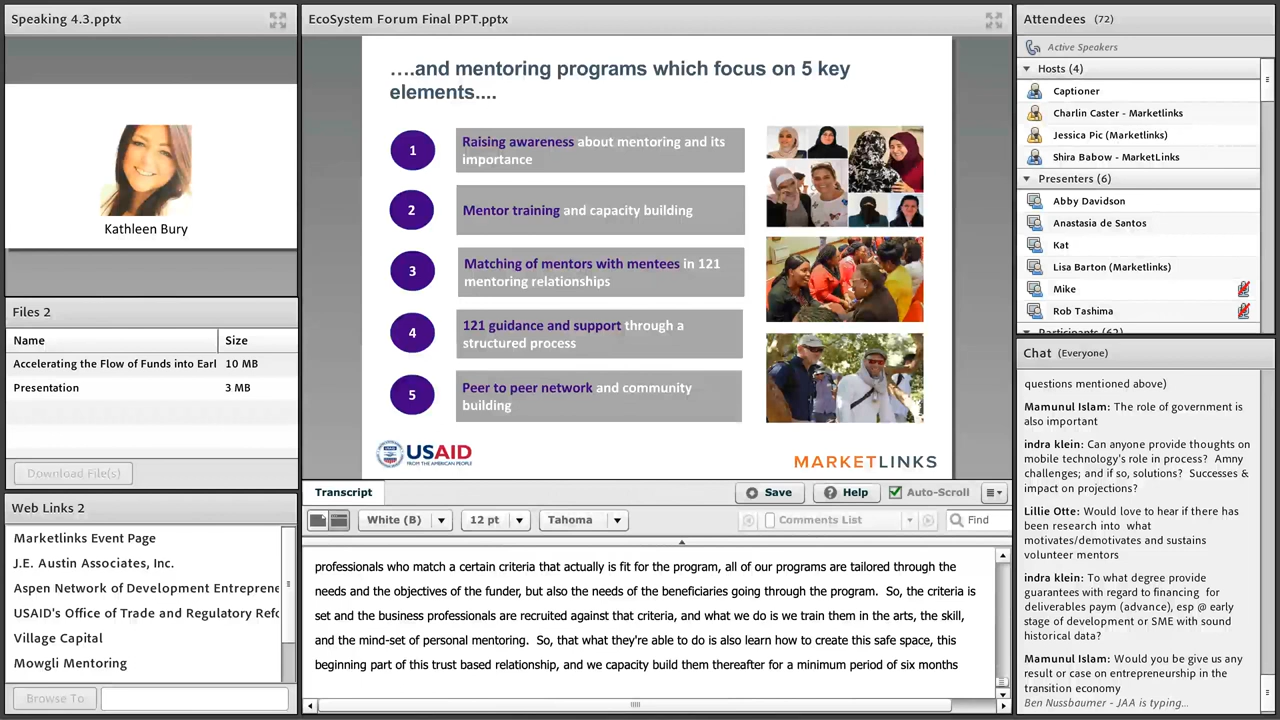 Speaking 4.3.pptx
Kathleen Bury
Files 2
Name
Size
Accelerating the Flow of Funds into Earl
10 MB
Presentation
3 MB
Download File(s)
Web Links 2
Marketlinks Event Page
J.E. Austin Associates, Inc.
Aspen Network of Development Entreprene
USAID's Office of Trade and Regulatory Refo
Village Capital
Mowgli Mentoring
Browse To
EcoSystem Forum Final PPT.pptx
....and mentoring programs which focus on 5 key
elements....
1
Raising awareness about mentoring and its
importance
2
Mentor training and capacity building
3
Matching of mentors with mentees in 121
mentoring relationships
4
121 guidance and support through a
structured process
5
Peer to peer network and community
building
USAID
FROM THE AMERICAN PEOPLE
MARKETLINKS
Transcript
Save
Help
Auto-Scroll
White (B)
12 pt
Tahoma
Comments List
Find
professionals who match a certain criteria that actually is fit for the program, all of our programs are tailored through the
needs and the objectives of the funder, but also the needs of the beneficiaries going through the program. So, the criteria is
set and the business professionals are recruited against that criteria, and what we do is we train them in the arts, the skill,
and the mind-set of personal mentoring. So, that what they're able to do is also learn how to create this safe space, this
beginning part of this trust based relationship, and we capacity build them thereafter for a minimum period of six months
Attendees (72)
Active Speakers
Hosts (4)
Captioner
Charlin Caster - Marketlinks
Jessica Pic (Marketlinks)
Shira Babow - MarketLinks
Presenters (6)
Abby Davidson
Anastasia de Santos
Kat
Lisa Barton (Marketlinks)
Mike
Rob Tashima
Participants (62)
Chat (Everyone)
questions mentioned above)
Mamunul Islam: The role of government is
also important
indra klein: Can anyone provide thoughts on
mobile technology's role in process? Amny
challenges; and if so, solutions? Successes &
impact on projections?
Lillie Otte: Would love to hear if there has
been research into what
motivates/demotivates and sustains
volunteer mentors
indra klein: To what degree provide
guarantees with regard to financing for
deliverables paym (advance), esp @ early
stage of development or SME with sound
historical data?
Mamunul Islam: Would you be give us any
result or case on entrepreneurship in the
transition economy
Ben Nussbaumer - JAA is typing...